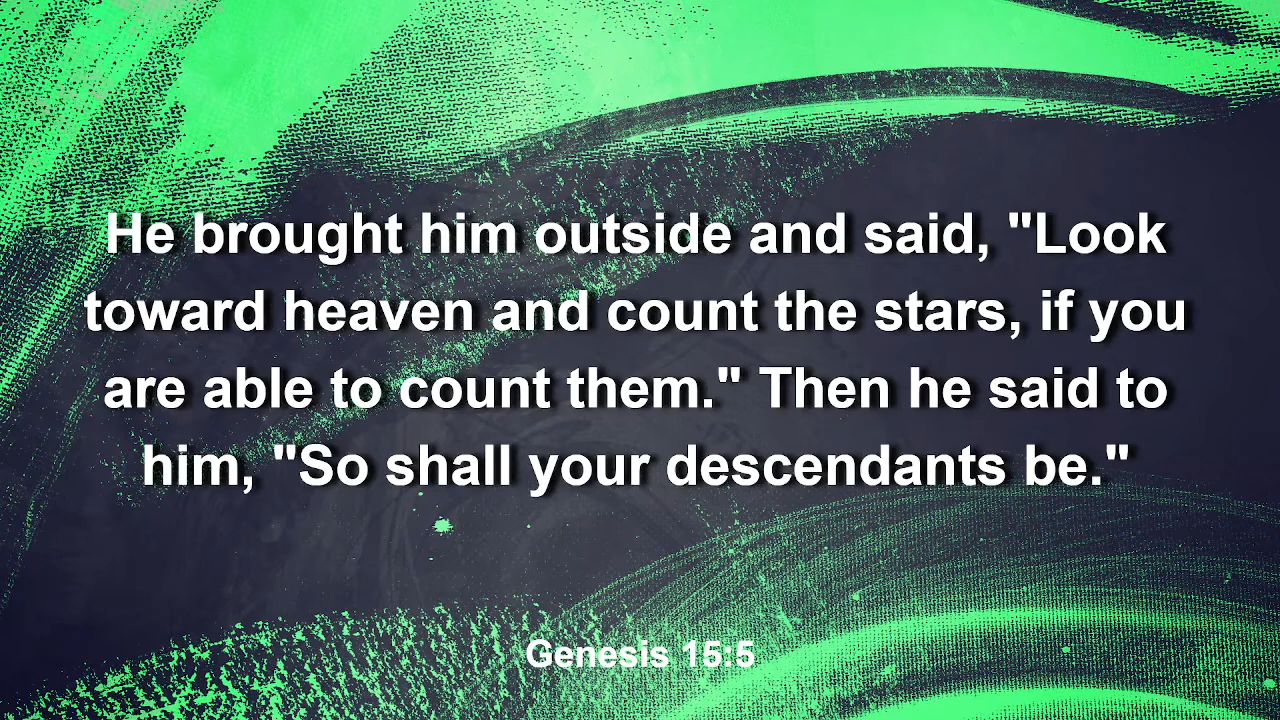 He brought him outside and said, "Look
toward heaven and count the stars, if you
are able to count them." Then he said to
him, "So shall your descendants be."
Genesis 15:5